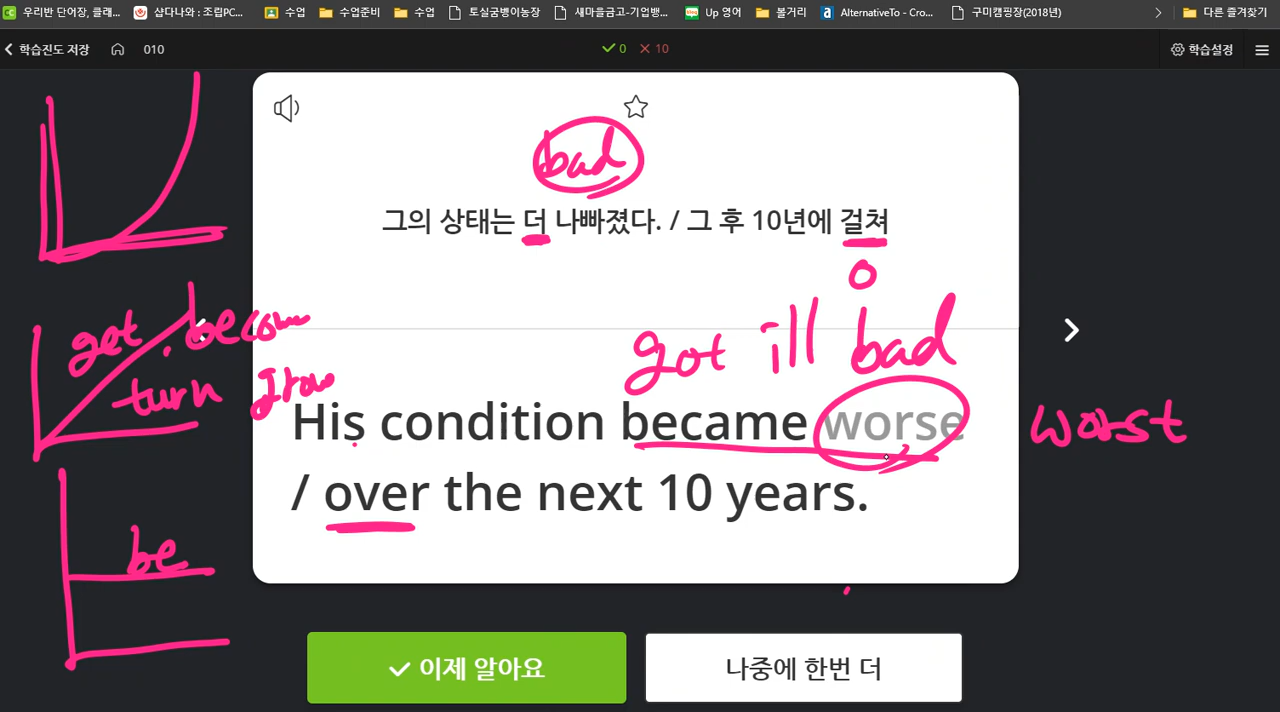 우리반 단어장, 클래... 샵다나와 : 조립PC... 수업 수업준비 수업 토실궁뱅이농장 새마을금고-기업뱅... Up 영어 볼거리 AlternativeTo - Cro... 구미캠핑장(2018년) 다른 즐겨찾기
학습진도 저장 010 0 10 학습설정
bad
그의 상태는 더 나빠졌다. / 그 후 10년에 걸쳐
o
get, become
turn grow
got ill bad
His condition became worse worst
/ over the next 10 years.
be
이제 알아요 나중에 한번 더